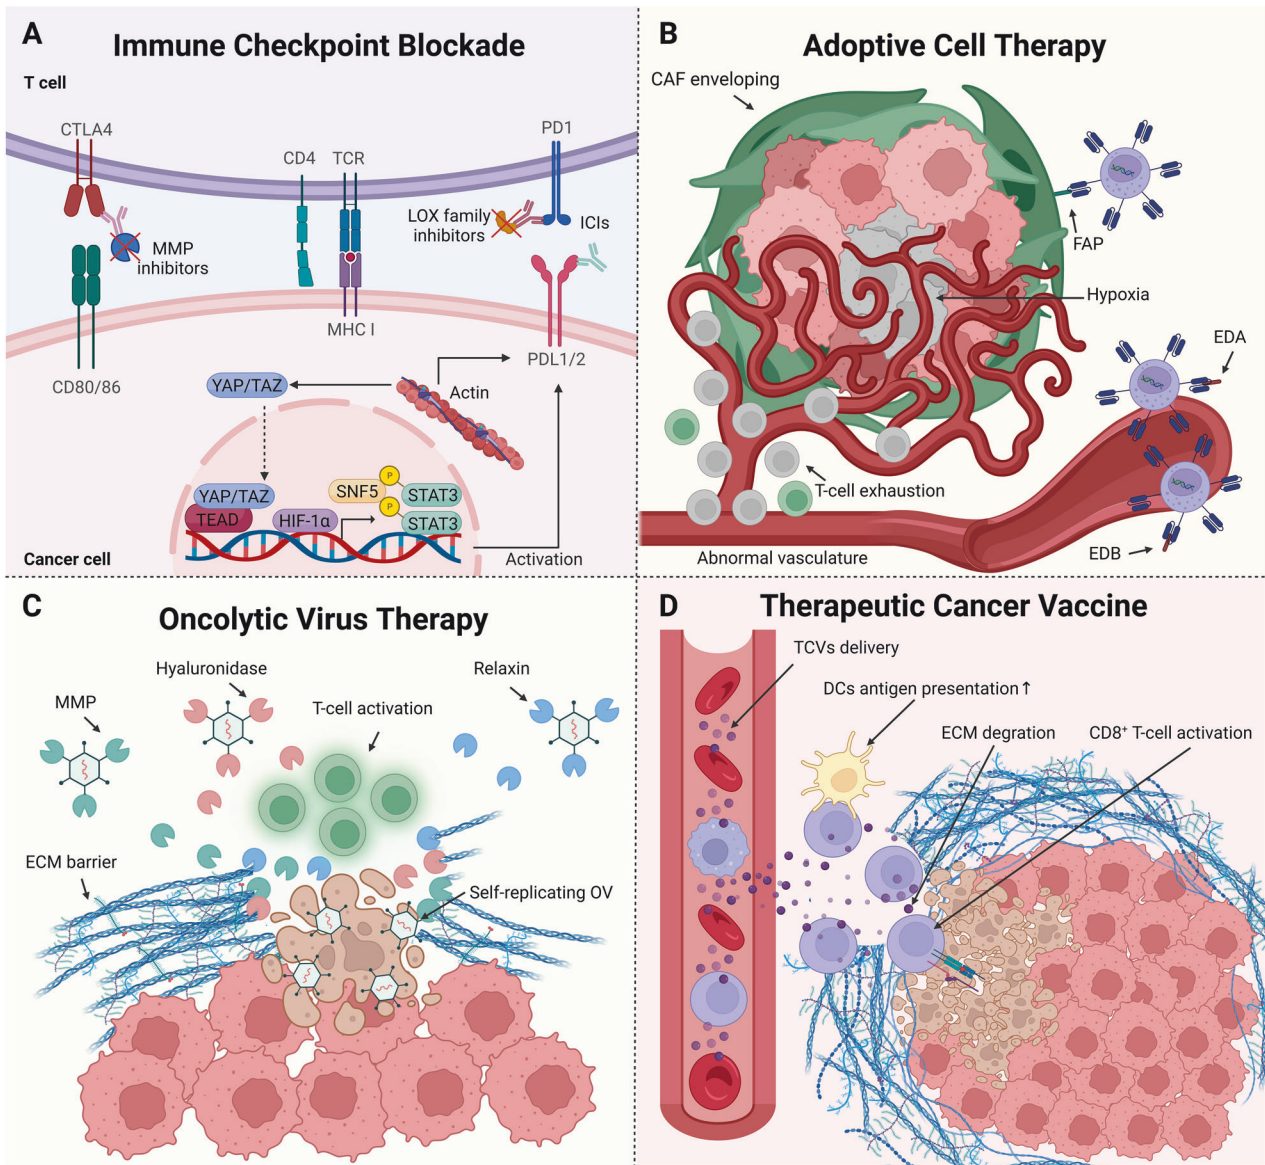 A
Immune Checkpoint Blockade
T cell
CTLA4
CD4
TCR
PD1
LOX family
inhibitors
ICIs
MMP
inhibitors
MHC I
PDL1/2
CD80/86
YAP/TAZ
Actin
YAP/TAZ
TEAD
HIF-1α
SNF5
P
STAT3
P
STAT3
Activation
Cancer cell
B
Adoptive Cell Therapy
CAF enveloping
FAP
Hypoxia
EDA
T-cell exhaustion
EDB
Abnormal vasculature
C
Oncolytic Virus Therapy
Hyaluronidase
Relaxin
MMP
T-cell activation
ECM barrier
Self-replicating OV
D
Therapeutic Cancer Vaccine
TCVs delivery
DCs antigen presentation↑
ECM degration
CD8⁺ T-cell activation